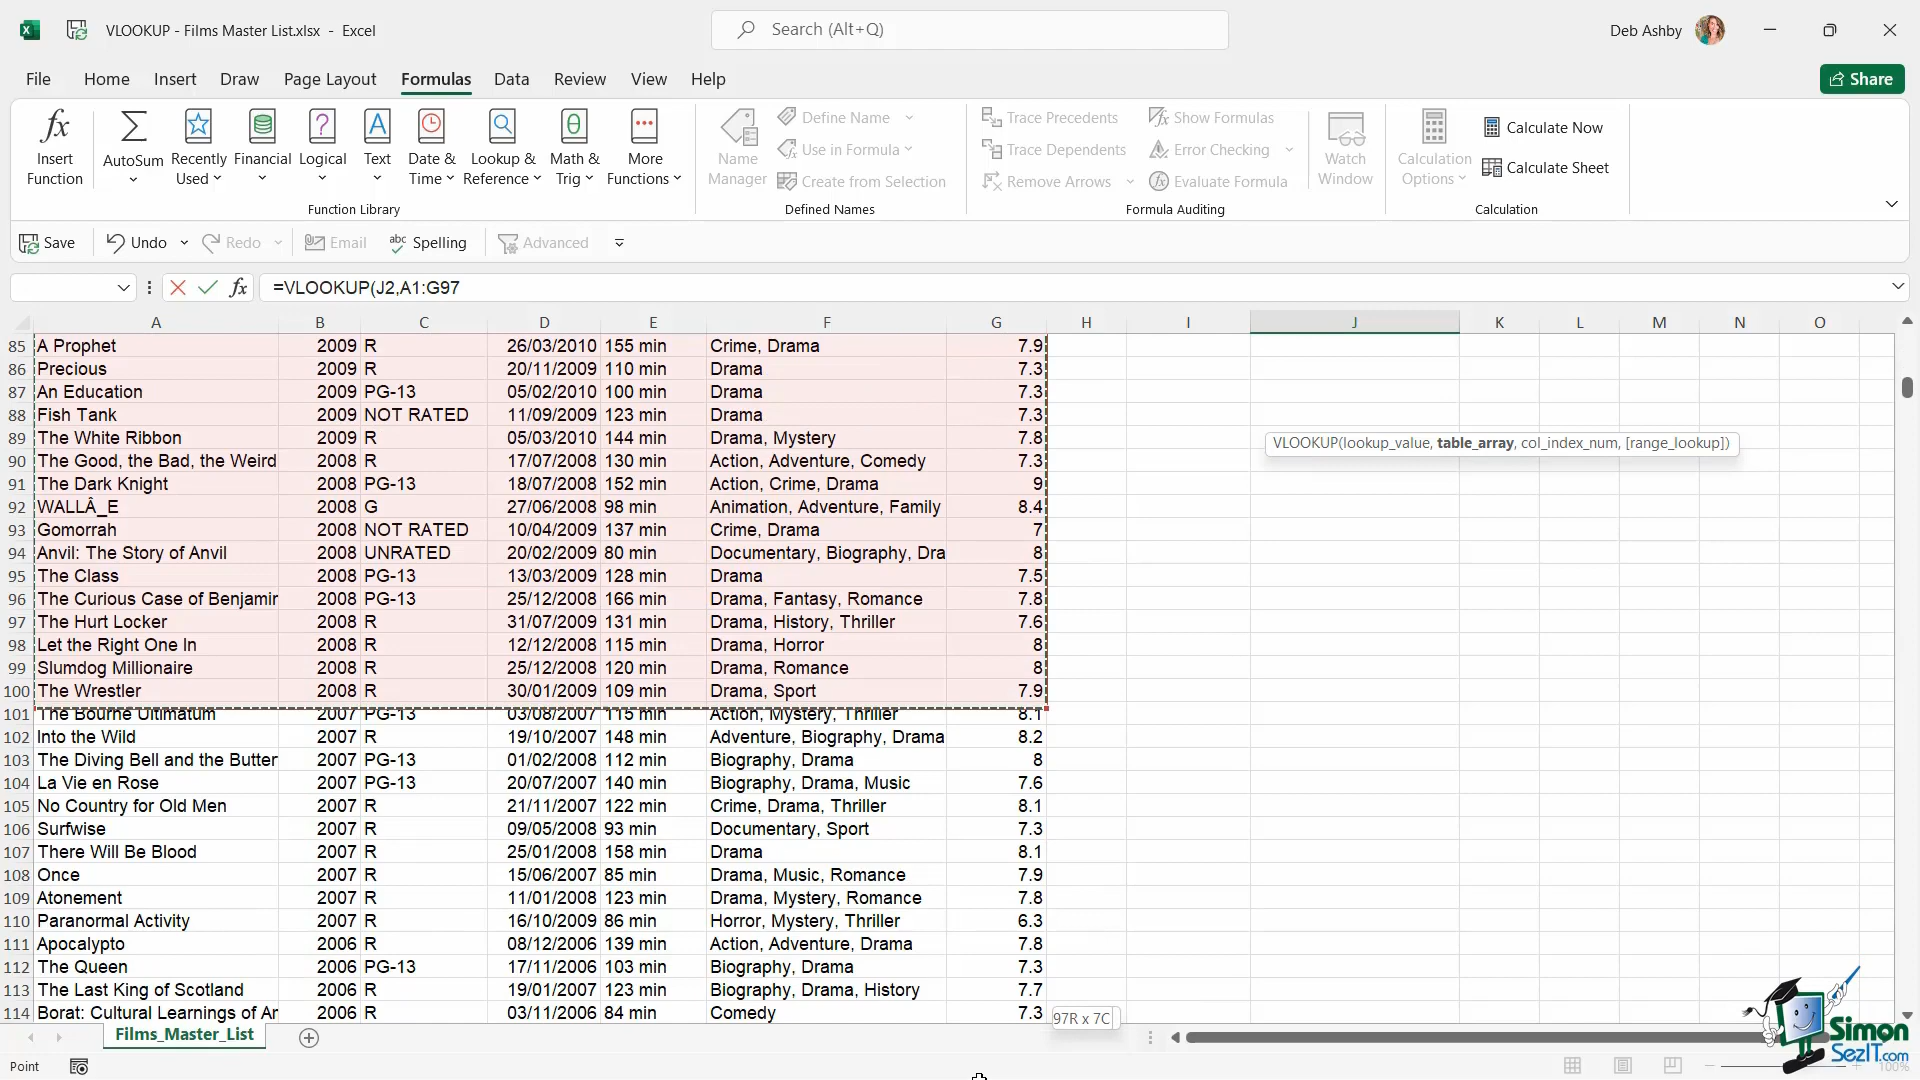 VLOOKUP - Films Master List.xlsx - Excel
Search (Alt+Q)
Deb Ashby
File Home Insert Draw Page Layout Formulas Data Review View Help
Share
Insert Function
AutoSum
Recently Used
Financial
Logical
Text
Date & Time
Lookup & Reference
Math & Trig
More Functions
Function Library
Name Manager
Define Name
Use in Formula
Create from Selection
Defined Names
Trace Precedents
Trace Dependents
Remove Arrows
Show Formulas
Error Checking
Evaluate Formula
Formula Auditing
Watch Window
Calculation Options
Calculate Now
Calculate Sheet
Calculation
Save Undo Redo Email Spelling Advanced
fx =VLOOKUP(J2,A1:G97
A B C D E F G H I J K L M N O
85 A Prophet 2009 R 26/03/2010 155 min Crime, Drama 7.9
86 Precious 2009 R 20/11/2009 110 min Drama 7.3
87 An Education 2009 PG-13 05/02/2010 100 min Drama 7.3
88 Fish Tank 2009 NOT RATED 11/09/2009 123 min Drama 7.3
89 The White Ribbon 2009 R 05/03/2010 144 min Drama, Mystery 7.8
VLOOKUP(lookup_value, table_array, col_index_num, [range_lookup])
90 The Good, the Bad, the Weird 2008 R 17/07/2008 130 min Action, Adventure, Comedy 7.3
91 The Dark Knight 2008 PG-13 18/07/2008 152 min Action, Crime, Drama 9
92 WALLÂ_E 2008 G 27/06/2008 98 min Animation, Adventure, Family 8.4
93 Gomorrah 2008 NOT RATED 10/04/2009 137 min Crime, Drama 7
94 Anvil: The Story of Anvil 2008 UNRATED 20/02/2009 80 min Documentary, Biography, Dra 8
95 The Class 2008 PG-13 13/03/2009 128 min Drama 7.5
96 The Curious Case of Benjamin 2008 PG-13 25/12/2008 166 min Drama, Fantasy, Romance 7.8
97 The Hurt Locker 2008 R 31/07/2009 131 min Drama, History, Thriller 7.6
98 Let the Right One In 2008 R 12/12/2008 115 min Drama, Horror 8
99 Slumdog Millionaire 2008 R 25/12/2008 120 min Drama, Romance 8
100 The Wrestler 2008 R 30/01/2009 109 min Drama, Sport 7.9
101 The Bourne Ultimatum 2007 PG-13 03/08/2007 115 min Action, Mystery, Thriller 8.1
102 Into the Wild 2007 R 19/10/2007 148 min Adventure, Biography, Drama 8.2
103 The Diving Bell and the Butter 2007 PG-13 01/02/2008 112 min Biography, Drama 8
104 La Vie en Rose 2007 PG-13 20/07/2007 140 min Biography, Drama, Music 7.6
105 No Country for Old Men 2007 R 21/11/2007 122 min Crime, Drama, Thriller 8.1
106 Surfwise 2007 R 09/05/2008 93 min Documentary, Sport 7.3
107 There Will Be Blood 2007 R 25/01/2008 158 min Drama 8.1
108 Once 2007 R 15/06/2007 85 min Drama, Music, Romance 7.9
109 Atonement 2007 R 11/01/2008 123 min Drama, Mystery, Romance 7.8
110 Paranormal Activity 2007 R 16/10/2009 86 min Horror, Mystery, Thriller 6.3
111 Apocalypto 2006 R 08/12/2006 139 min Action, Adventure, Drama 7.8
112 The Queen 2006 PG-13 17/11/2006 103 min Biography, Drama 7.3
113 The Last King of Scotland 2006 R 19/01/2007 123 min Biography, Drama, History 7.7
114 Borat: Cultural Learnings of Ar 2006 R 03/11/2006 84 min Comedy 7.3
97R x 7C
Films_Master_List
Simon
SezIT.com
Point
100%